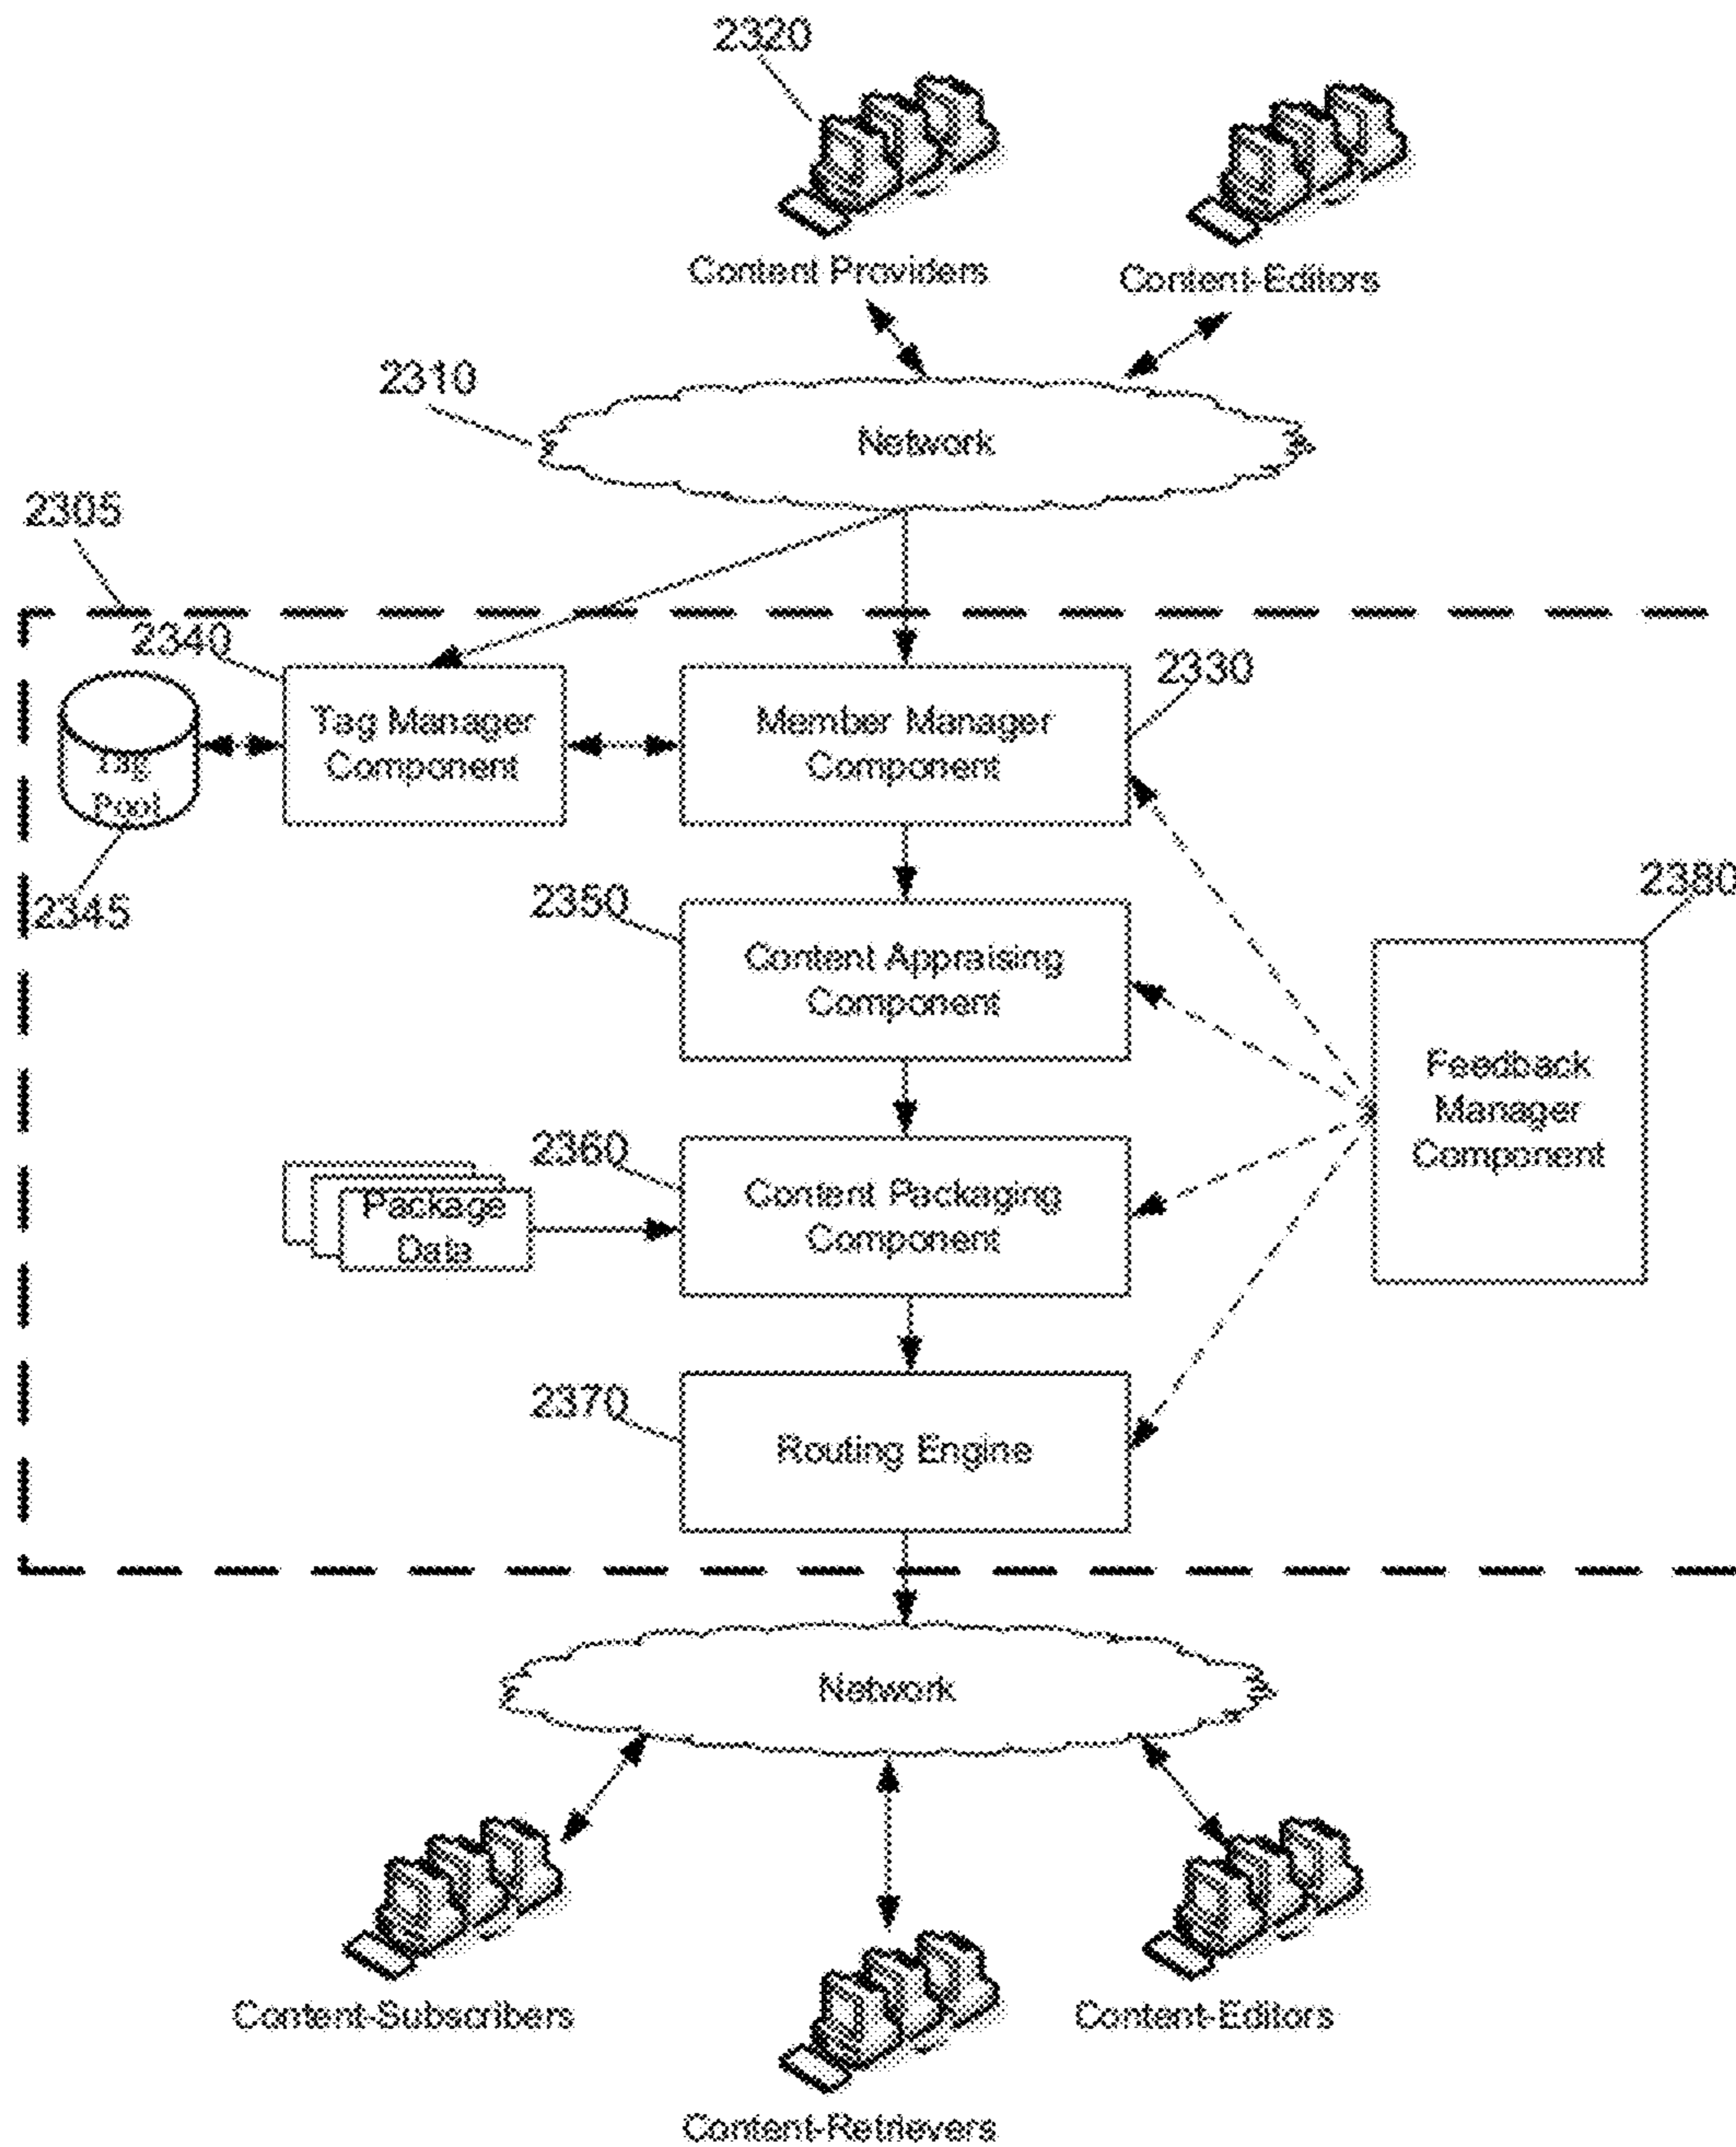 2320
Content Providers
Content-Editors
2310
Network
2305
2340
2330
Tag Manager
Component
Member Manager
Component
Tag
Pool
2345
2350
2380
Content Appraising
Component
Feedback
Manager
Component
2360
Package
Data
Content Packaging
Component
2370
Routing Engine
Network
Content-Subscribers
Content-Editors
Content-Retrievers